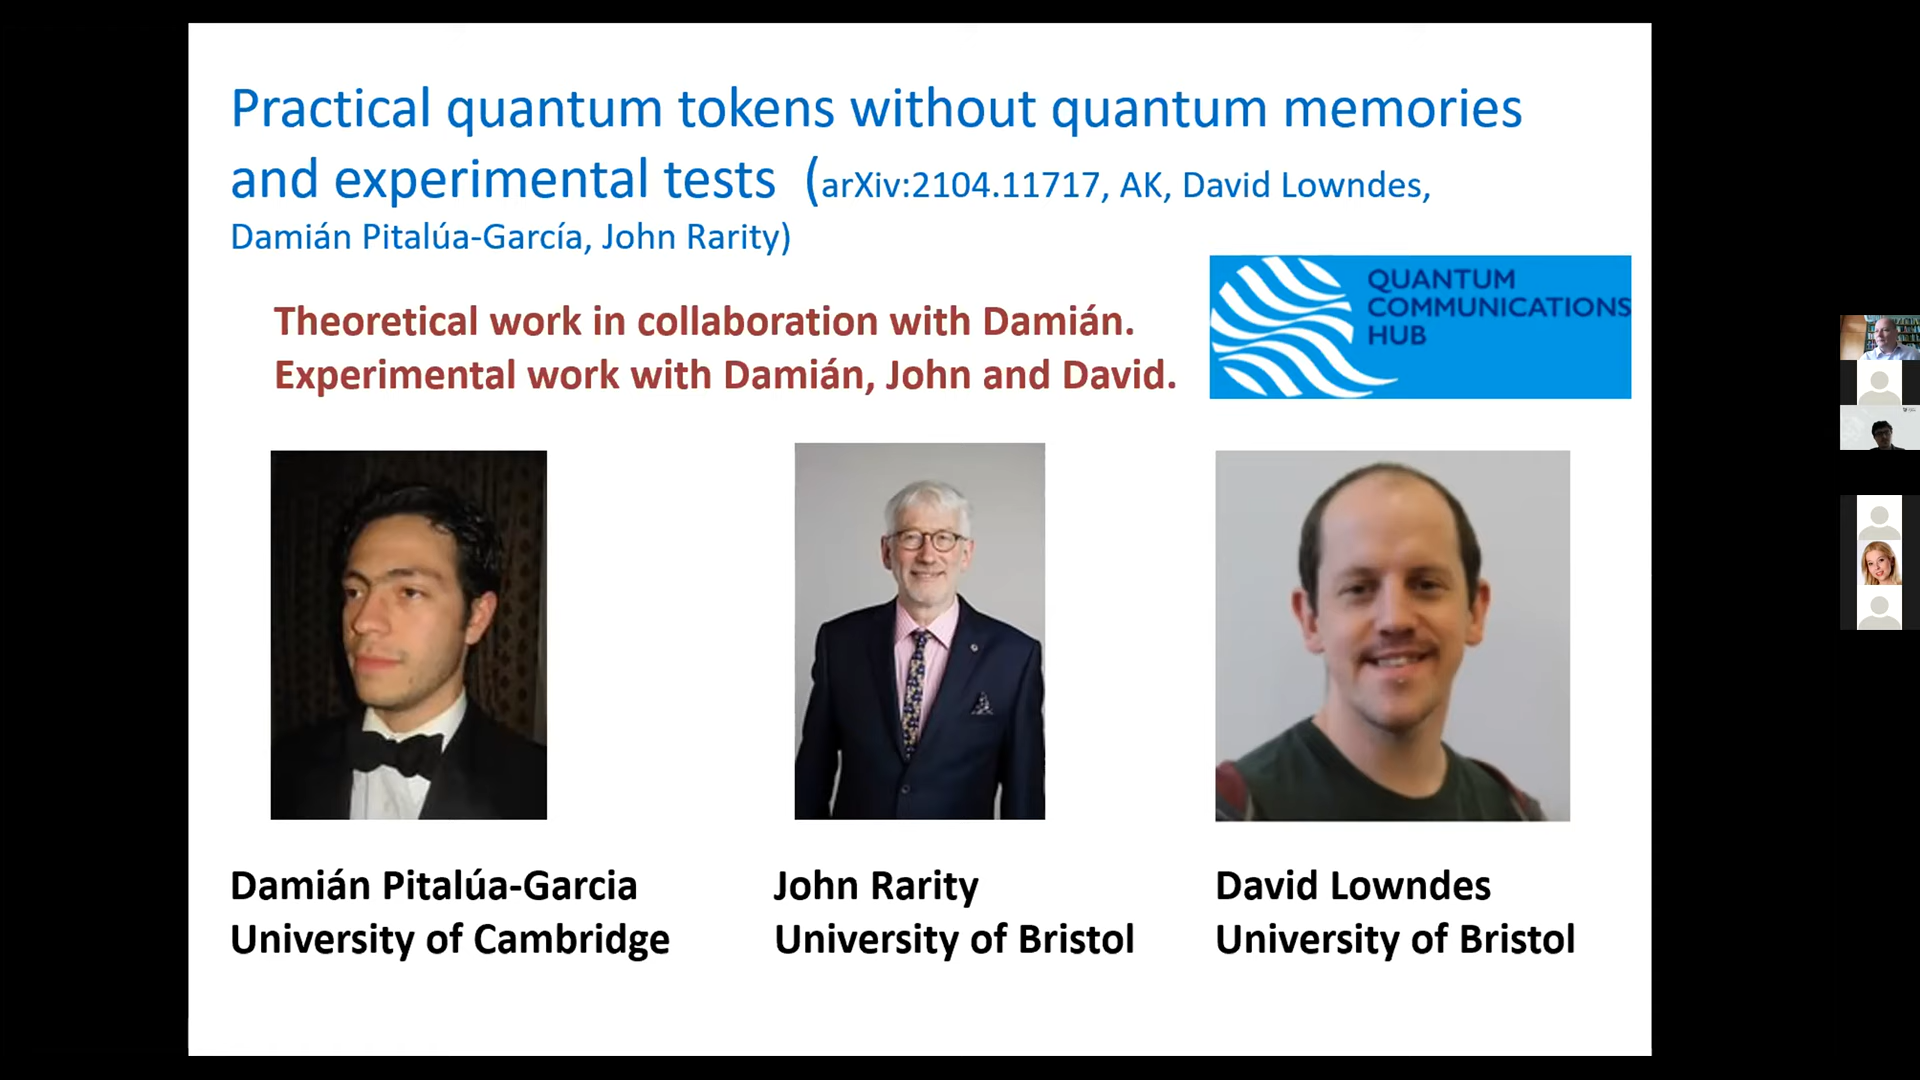 Practical quantum tokens without quantum memories
and experimental tests (arXiv:2104.11717, AK, David Lowndes,
Damián Pitalúa-García, John Rarity)
QUANTUM
COMMUNICATIONS
HUB
Theoretical work in collaboration with Damián.
Experimental work with Damián, John and David.
Damián Pitalúa-Garcia
University of Cambridge
John Rarity
University of Bristol
David Lowndes
University of Bristol